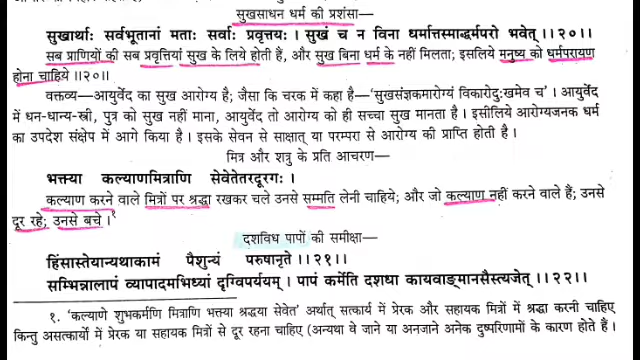 सुखसाधन धर्म की प्रशंसा—
सुखार्थाः सर्वभूतानां मताः सर्वाः प्रवृत्तयः। सुखं च न विना धर्मात्तस्माद्धर्मपरो भवेत्।।२०।।
सब प्राणियों की सब प्रवृत्तियां सुख के लिये होती हैं, और सुख बिना धर्म के नहीं मिलता; इसलिये मनुष्य को धर्मपरायण
होना चाहिये।।२०।।
वक्तव्य—आयुर्वेद का सुख आरोग्य है; जैसा कि चरक में कहा है—‘सुखसंज्ञकमारोग्यं विकारोदुःखमेव च’। आयुर्वेद
में धन-धान्य-स्त्री, पुत्र को सुख नहीं माना, आयुर्वेद तो आरोग्य को ही सच्चा सुख मानता है। इसीलिये आरोग्यजनक धर्म
का उपदेश संक्षेप में आगे किया है। इसके सेवन से साक्षात् या परम्परा से आरोग्य की प्राप्ति होती है।
मित्र और शत्रु के प्रति आचरण—
भक्त्या कल्याणमित्राणि सेवेतेतरदूरगः।
कल्याण करने वाले मित्रों पर श्रद्धा रखकर चले उनसे सम्मति लेनी चाहिये; और जो कल्याण नहीं करने वाले हैं; उनसे
दूर रहे; उनसे बचे।१
दशविध पापों की समीक्षा—
हिंसास्तेयान्यथाकामं पैशुन्यं परुषानृते।।२१।।
सम्भिन्नालापं व्यापादमभिध्यां दृग्विपर्ययम्। पापं कर्मेति दशधा कायवाङ्मानसैस्त्यजेत्।।२२।।
१. ‘कल्याणे शुभकर्मणि मित्राणि भक्त्या श्रद्धया सेवेत’ अर्थात् सत्कार्य में प्रेरक और सहायक मित्रों में श्रद्धा करनी चाहिए
किन्तु असत्कार्यों में प्रेरक या सहायक मित्रों से दूर रहना चाहिए (अन्यथा वे जाने या अनजाने अनेक दुष्परिणामों के कारण होते हैं।